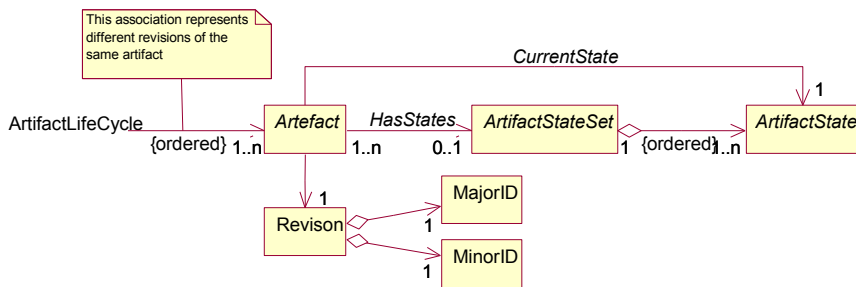 This association represents
different revisions of the
same artifact
CurrentState
1
ArtifactLifeCycle
Artefact
HasStates
ArtifactStateSet
ArtifactState
{ordered}
1..n
1..n
0..1
1
{ordered}
1..n
1
Revison
MajorID
1
MinorID
1